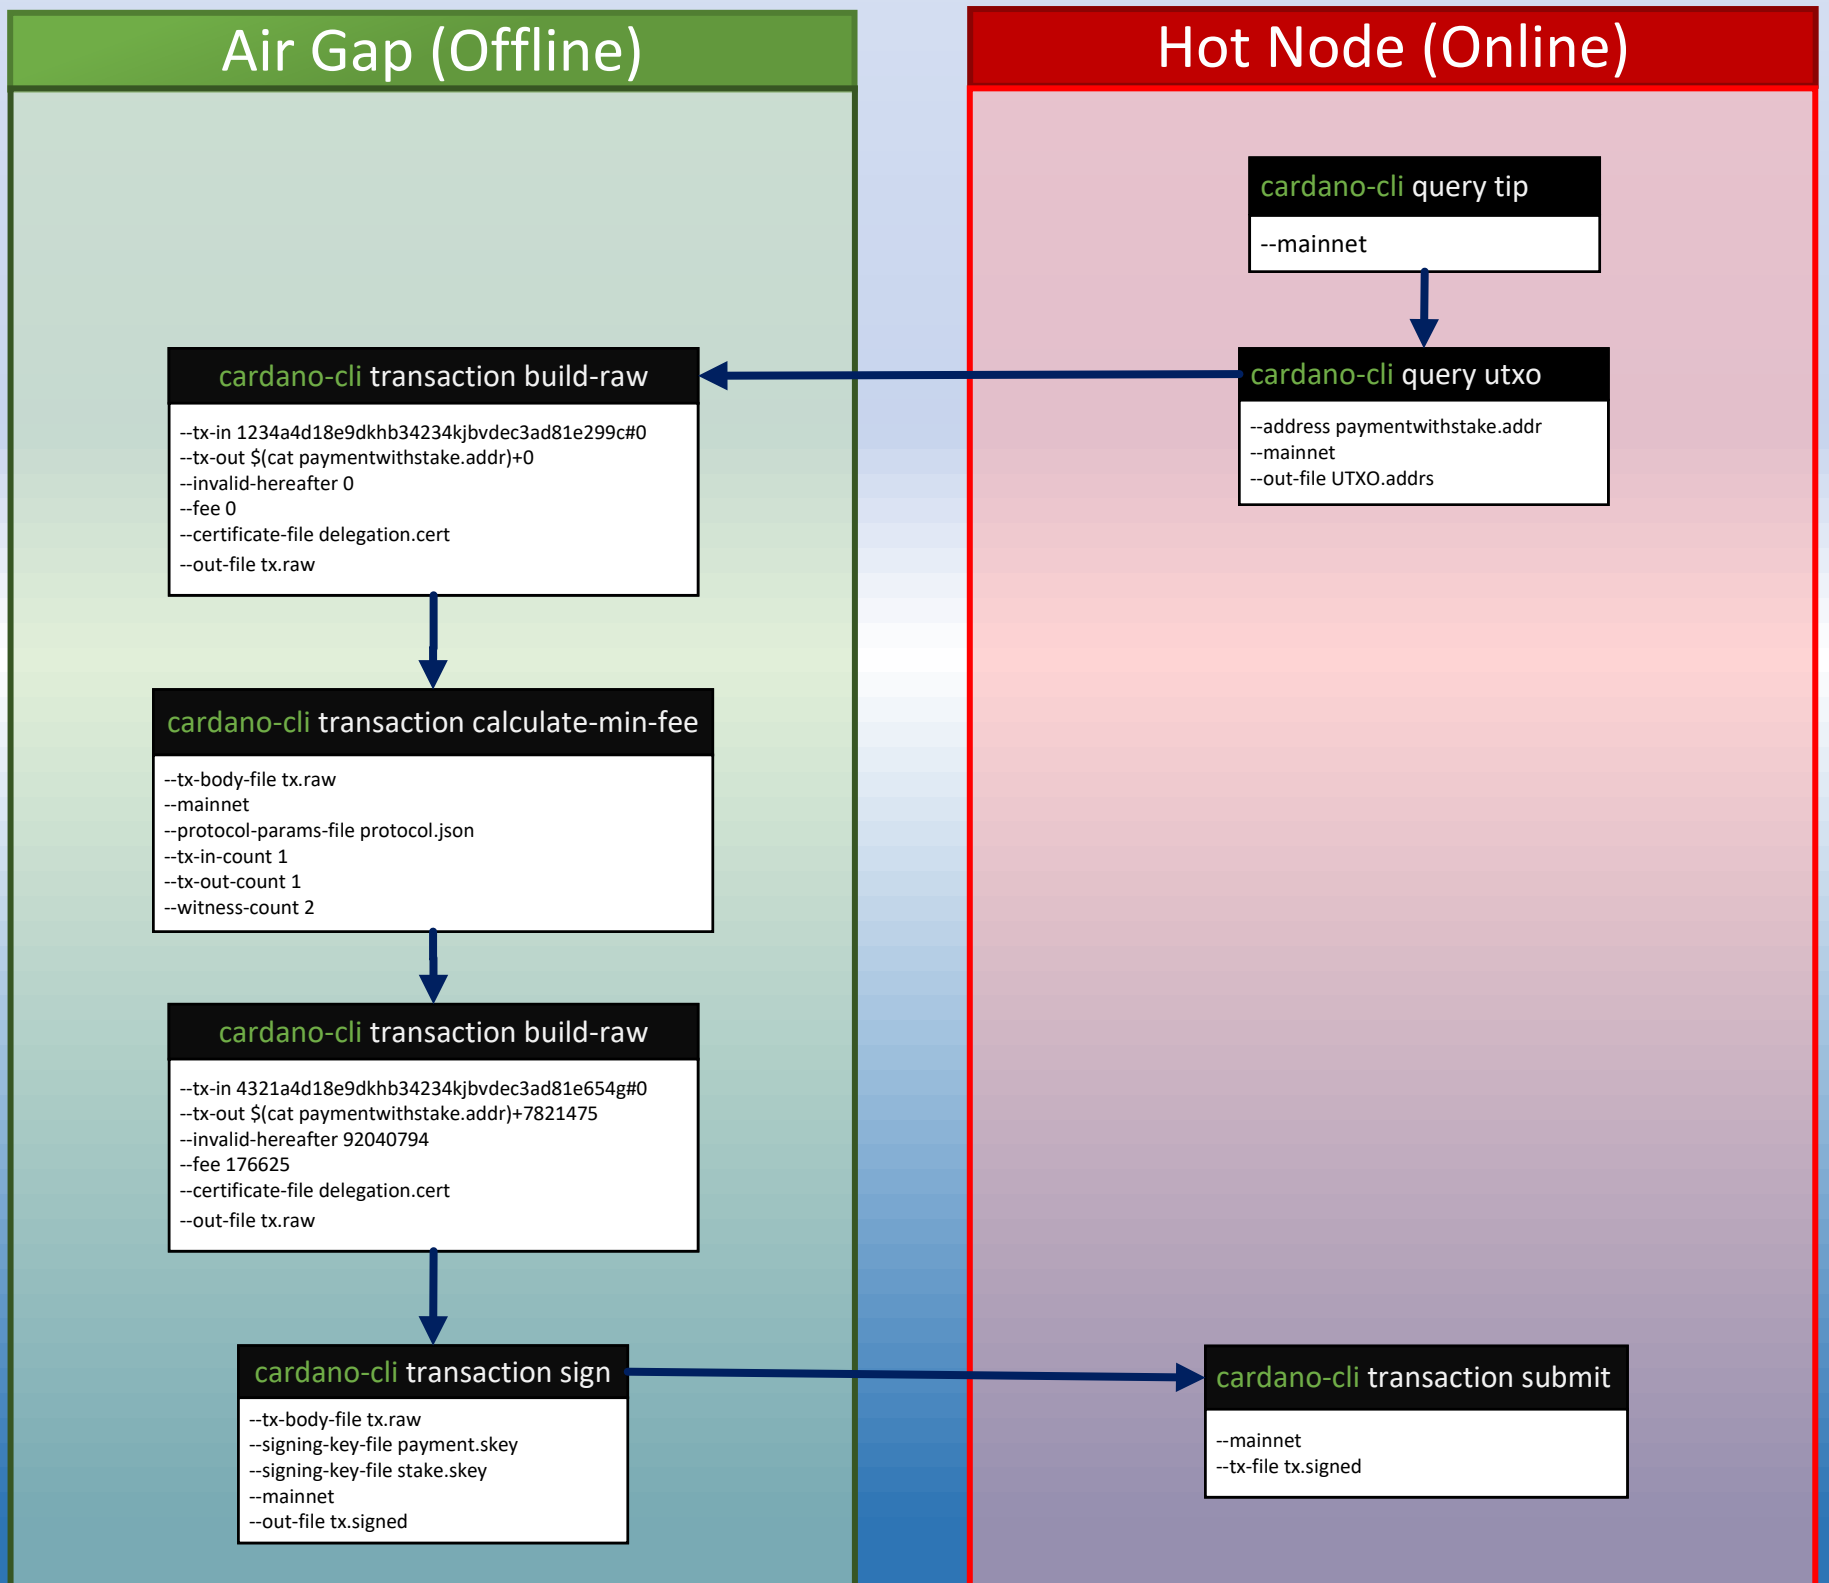 Air Gap (Offline)
Hot Node (Online)
cardano-cli query tip
--mainnet
cardano-cli query utxo
--address paymentwithstake.addr
--mainnet
--out-file UTXO.addrs
cardano-cli transaction build-raw
--tx-in 1234a4d18e9dkhb34234kjbvdec3ad81e299c#0
--tx-out $(cat paymentwithstake.addr)+0
--invalid-hereafter 0
--fee 0
--certificate-file delegation.cert
--out-file tx.raw
cardano-cli transaction calculate-min-fee
--tx-body-file tx.raw
--mainnet
--protocol-params-file protocol.json
--tx-in-count 1
--tx-out-count 1
--witness-count 2
cardano-cli transaction build-raw
--tx-in 4321a4d18e9dkhb34234kjbvdec3ad81e654g#0
--tx-out $(cat paymentwithstake.addr)+7821475
--invalid-hereafter 92040794
--fee 176625
--certificate-file delegation.cert
--out-file tx.raw
cardano-cli transaction sign
--tx-body-file tx.raw
--signing-key-file payment.skey
--signing-key-file stake.skey
--mainnet
--out-file tx.signed
cardano-cli transaction submit
--mainnet
--tx-file tx.signed